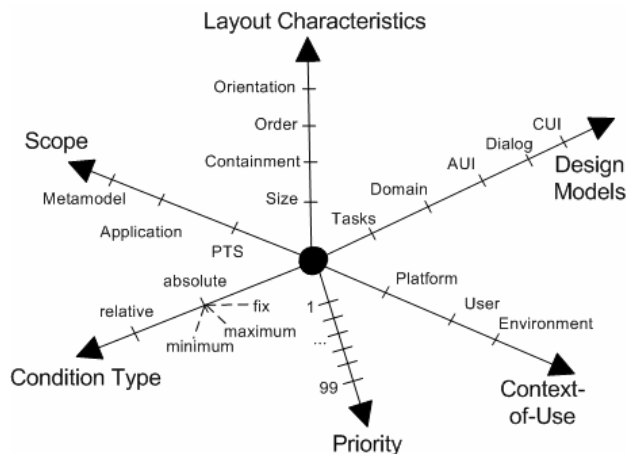 Layout Characteristics
Orientation
Order
Containment
Size
Scope
Metamodel
Application
PTS
CUI
Dialog
AUI
Domain
Tasks
Design
Models
absolute
fix
maximum
minimum
relative
Condition Type
1
...
99
Priority
Platform
User
Environment
Context-
of-Use